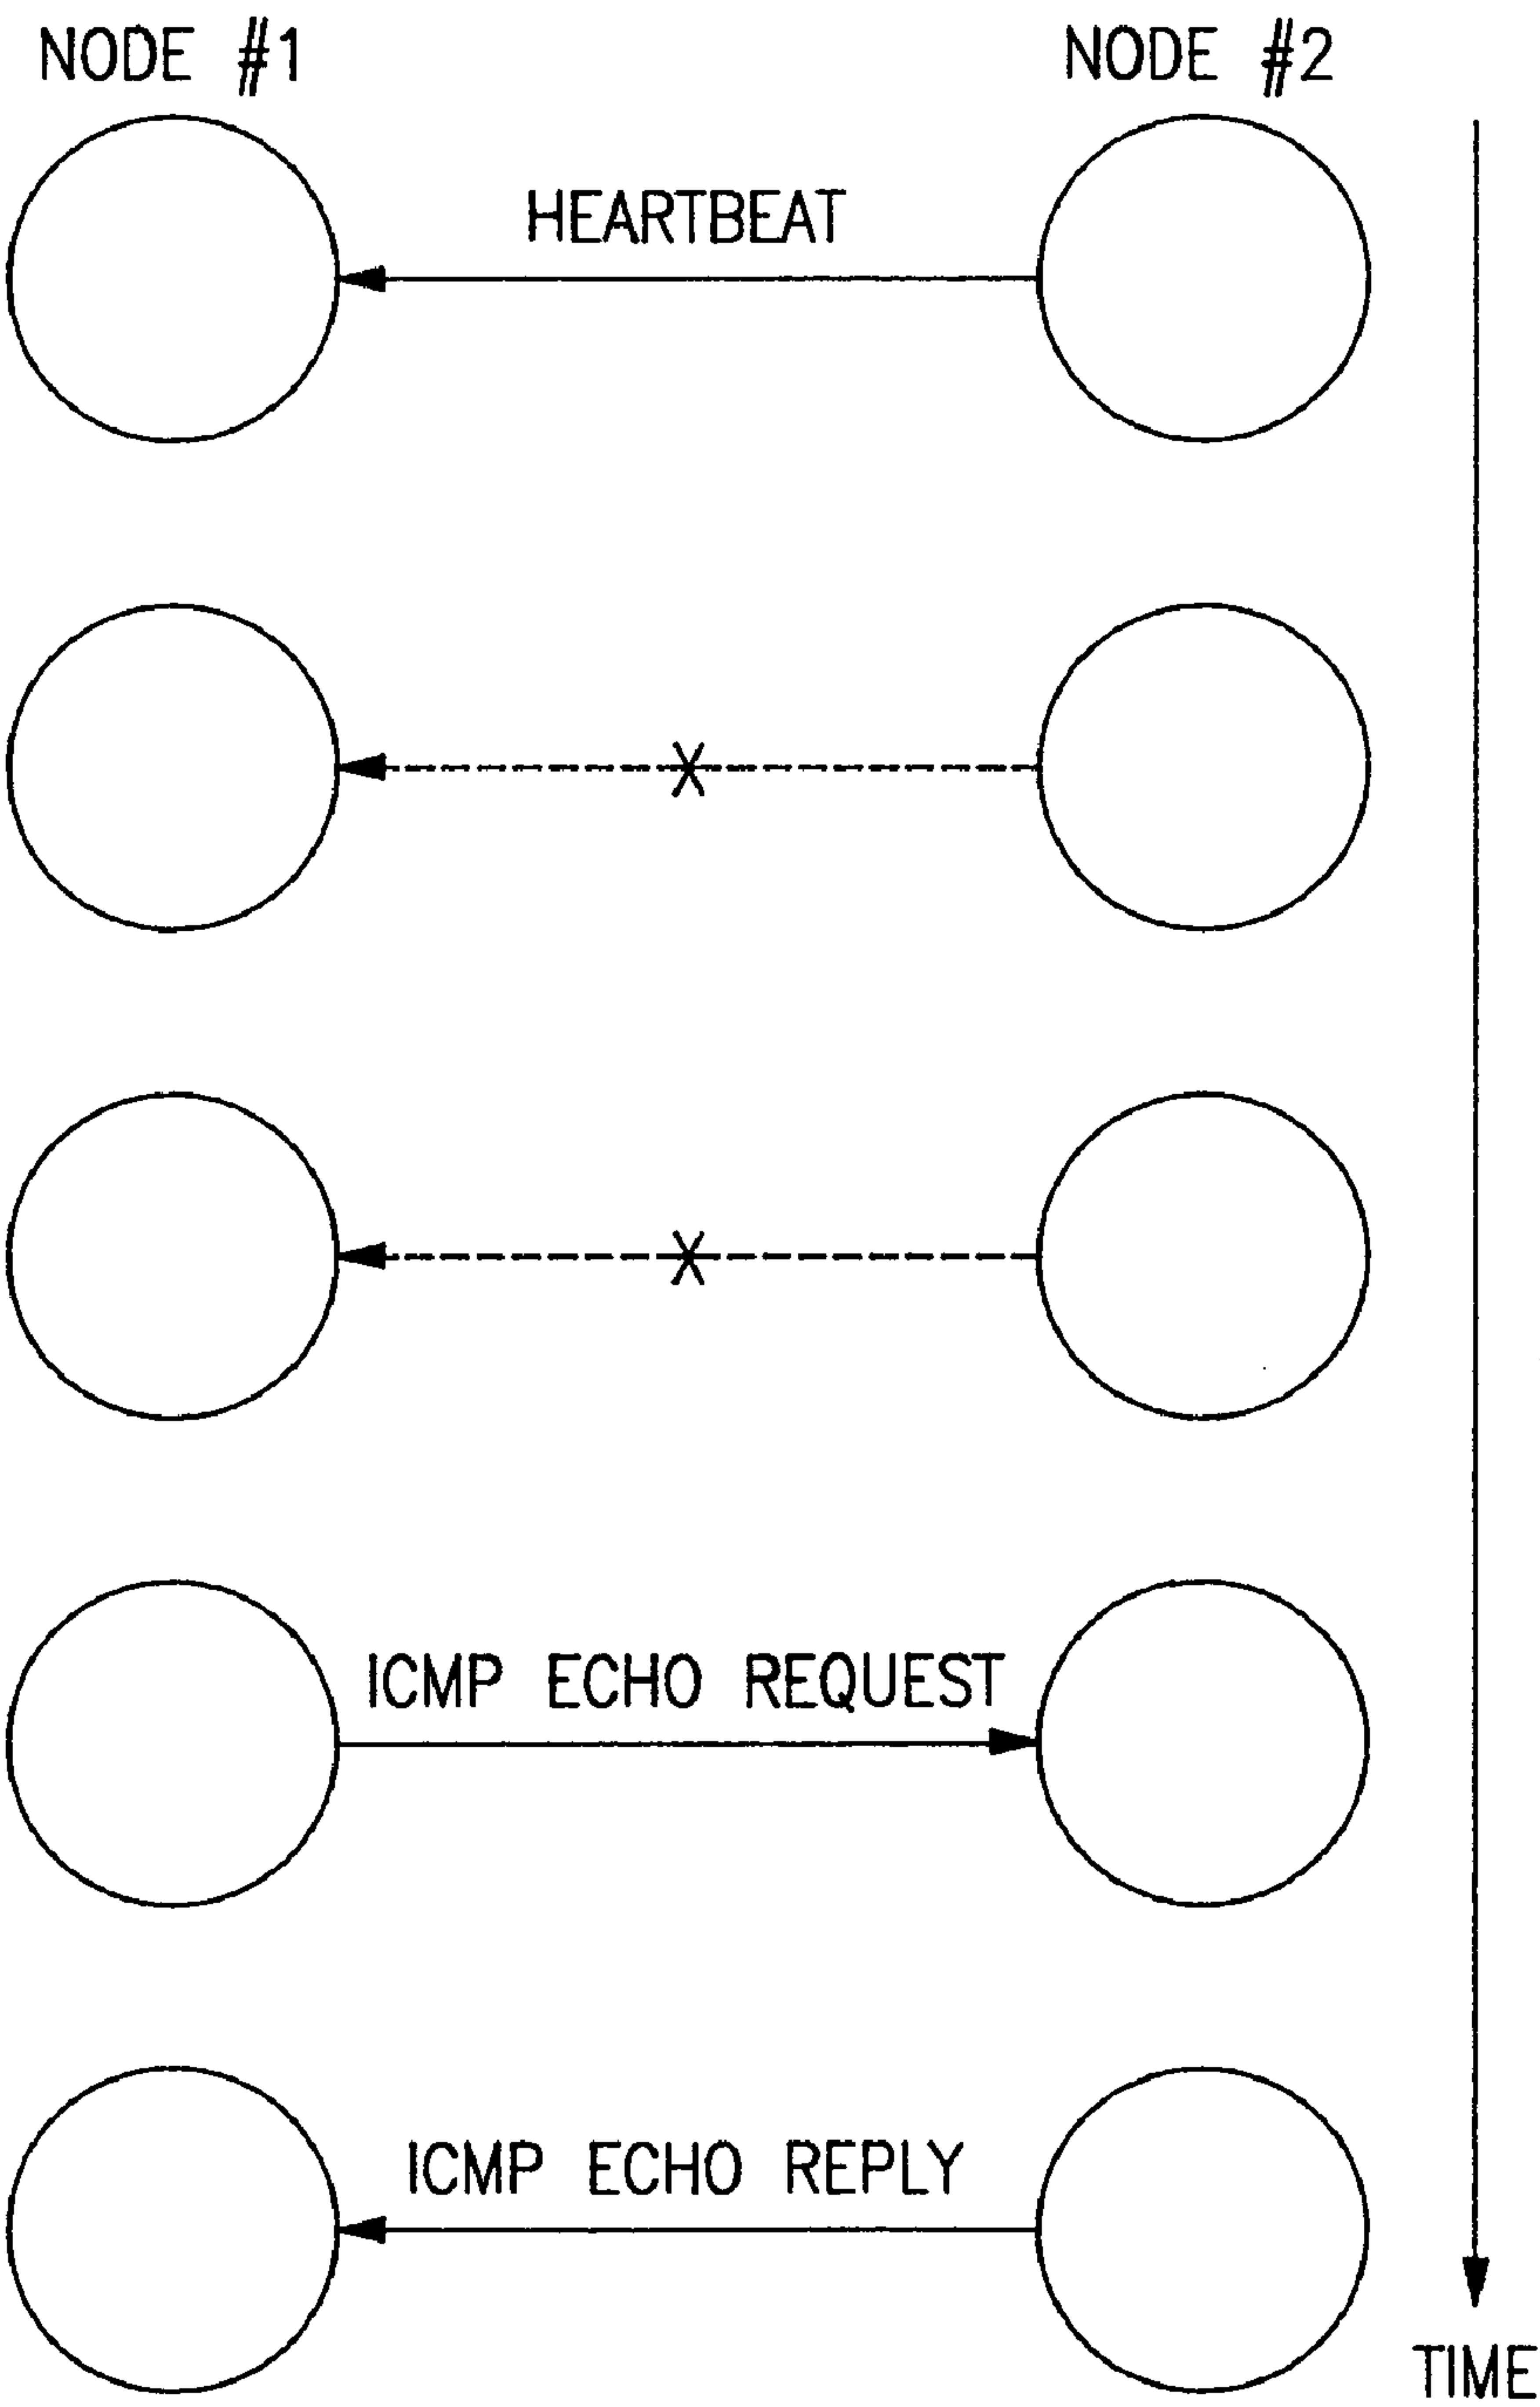 NODE #1
NODE #2
HEARTBEAT
X
X
ICMP ECHO REQUEST
ICMP ECHO REPLY
TIME